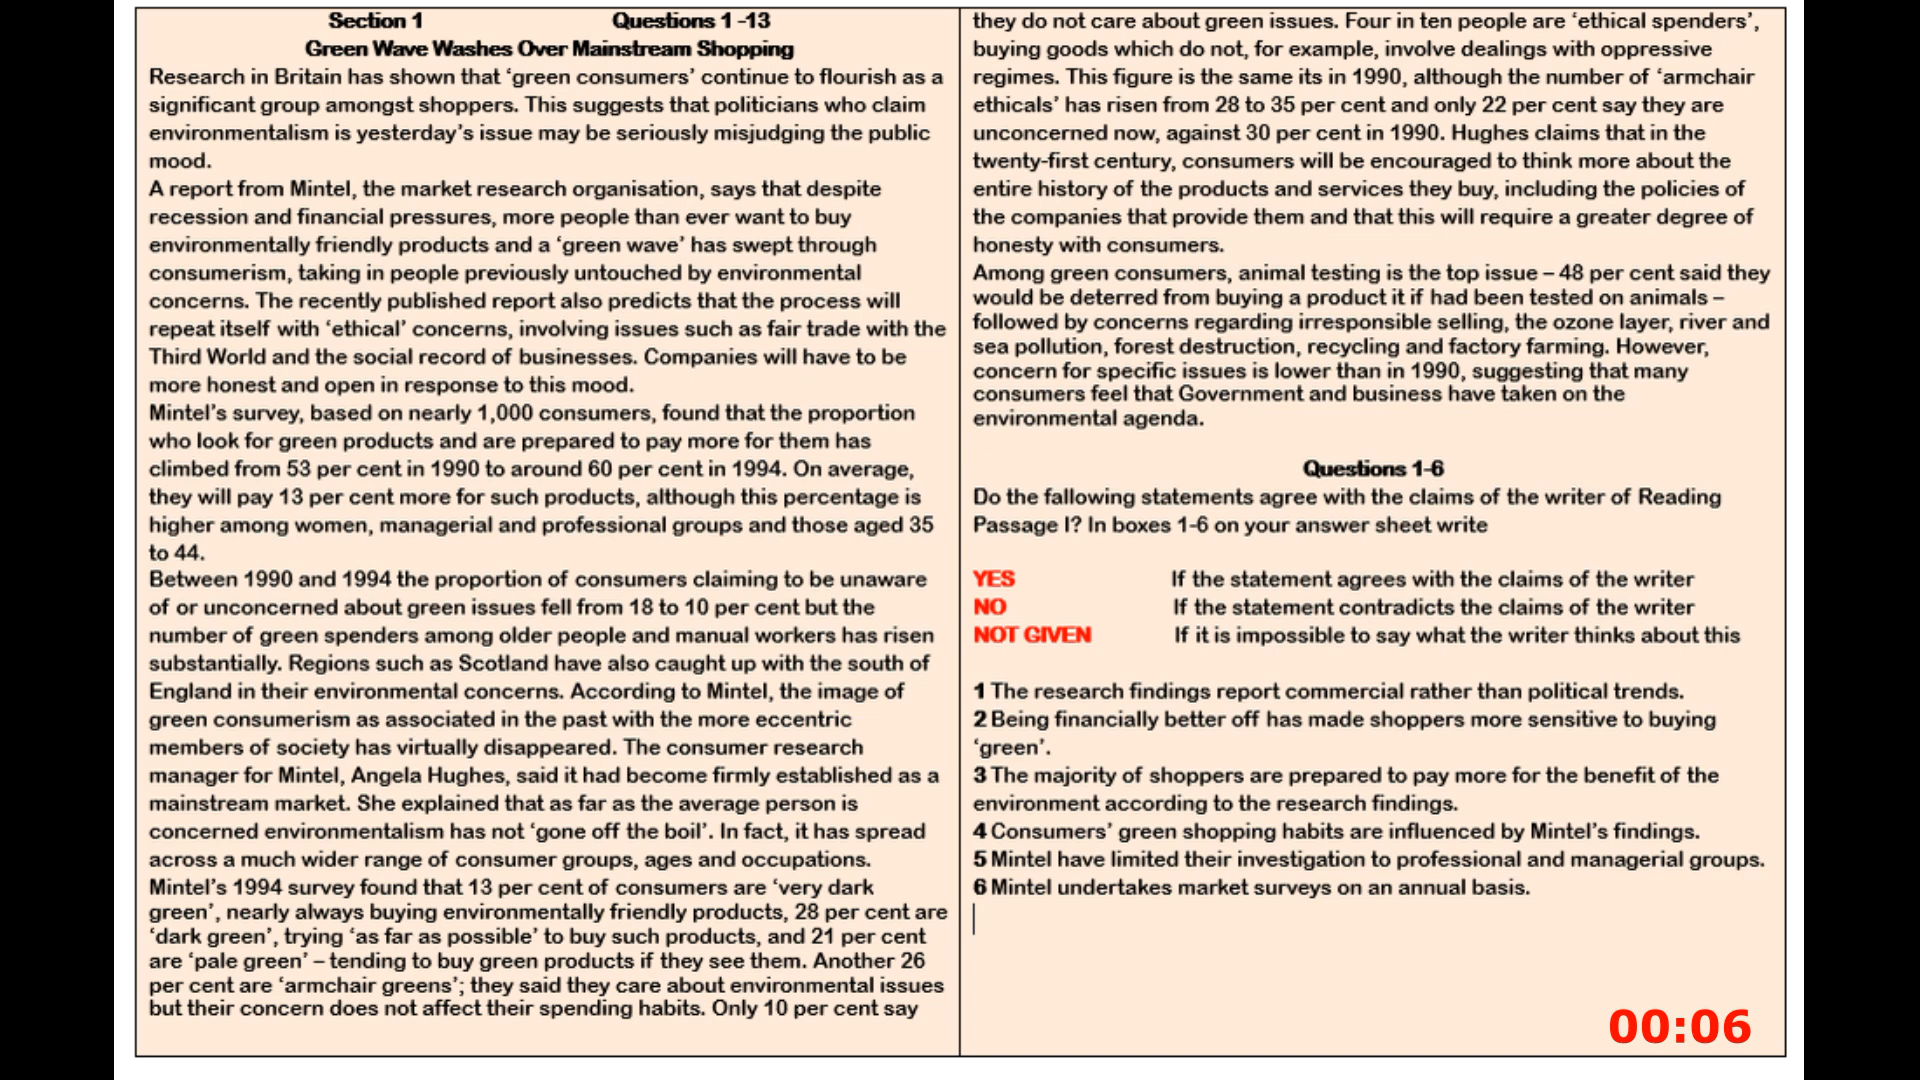 Section 1 Questions 1 -13
Green Wave Washes Over Mainstream Shopping
Research in Britain has shown that ‘green consumers’ continue to flourish as a
significant group amongst shoppers. This suggests that politicians who claim
environmentalism is yesterday’s issue may be seriously misjudging the public
mood.
A report from Mintel, the market research organisation, says that despite
recession and financial pressures, more people than ever want to buy
environmentally friendly products and a ‘green wave’ has swept through
consumerism, taking in people previously untouched by environmental
concerns. The recently published report also predicts that the process will
repeat itself with ‘ethical’ concerns, involving issues such as fair trade with the
Third World and the social record of businesses. Companies will have to be
more honest and open in response to this mood.
Mintel’s survey, based on nearly 1,000 consumers, found that the proportion
who look for green products and are prepared to pay more for them has
climbed from 53 per cent in 1990 to around 60 per cent in 1994. On average,
they will pay 13 per cent more for such products, although this percentage is
higher among women, managerial and professional groups and those aged 35
to 44.
Between 1990 and 1994 the proportion of consumers claiming to be unaware
of or unconcerned about green issues fell from 18 to 10 per cent but the
number of green spenders among older people and manual workers has risen
substantially. Regions such as Scotland have also caught up with the south of
England in their environmental concerns. According to Mintel, the image of
green consumerism as associated in the past with the more eccentric
members of society has virtually disappeared. The consumer research
manager for Mintel, Angela Hughes, said it had become firmly established as a
mainstream market. She explained that as far as the average person is
concerned environmentalism has not ‘gone off the boil’. In fact, it has spread
across a much wider range of consumer groups, ages and occupations.
Mintel’s 1994 survey found that 13 per cent of consumers are ‘very dark
green’, nearly always buying environmentally friendly products, 28 per cent are
‘dark green’, trying ‘as far as possible’ to buy such products, and 21 per cent
are ‘pale green’ – tending to buy green products if they see them. Another 26
per cent are ‘armchair greens’; they said they care about environmental issues
but their concern does not affect their spending habits. Only 10 per cent say
they do not care about green issues. Four in ten people are ‘ethical spenders’,
buying goods which do not, for example, involve dealings with oppressive
regimes. This figure is the same its in 1990, although the number of ‘armchair
ethicals’ has risen from 28 to 35 per cent and only 22 per cent say they are
unconcerned now, against 30 per cent in 1990. Hughes claims that in the
twenty-first century, consumers will be encouraged to think more about the
entire history of the products and services they buy, including the policies of
the companies that provide them and that this will require a greater degree of
honesty with consumers.
Among green consumers, animal testing is the top issue – 48 per cent said they
would be deterred from buying a product it if had been tested on animals –
followed by concerns regarding irresponsible selling, the ozone layer, river and
sea pollution, forest destruction, recycling and factory farming. However,
concern for specific issues is lower than in 1990, suggesting that many
consumers feel that Government and business have taken on the
environmental agenda.
Questions 1-6
Do the fallowing statements agree with the claims of the writer of Reading
Passage I? In boxes 1-6 on your answer sheet write
YES If the statement agrees with the claims of the writer
NO If the statement contradicts the claims of the writer
NOT GIVEN If it is impossible to say what the writer thinks about this
1 The research findings report commercial rather than political trends.
2 Being financially better off has made shoppers more sensitive to buying
‘green’.
3 The majority of shoppers are prepared to pay more for the benefit of the
environment according to the research findings.
4 Consumers’ green shopping habits are influenced by Mintel’s findings.
5 Mintel have limited their investigation to professional and managerial groups.
6 Mintel undertakes market surveys on an annual basis.
00:06